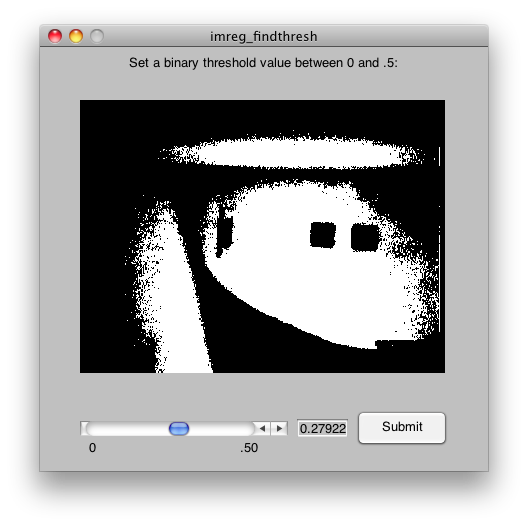 imreg_findthresh
Set a binary threshold value between 0 and .5:
0.27922
Submit
0
.50